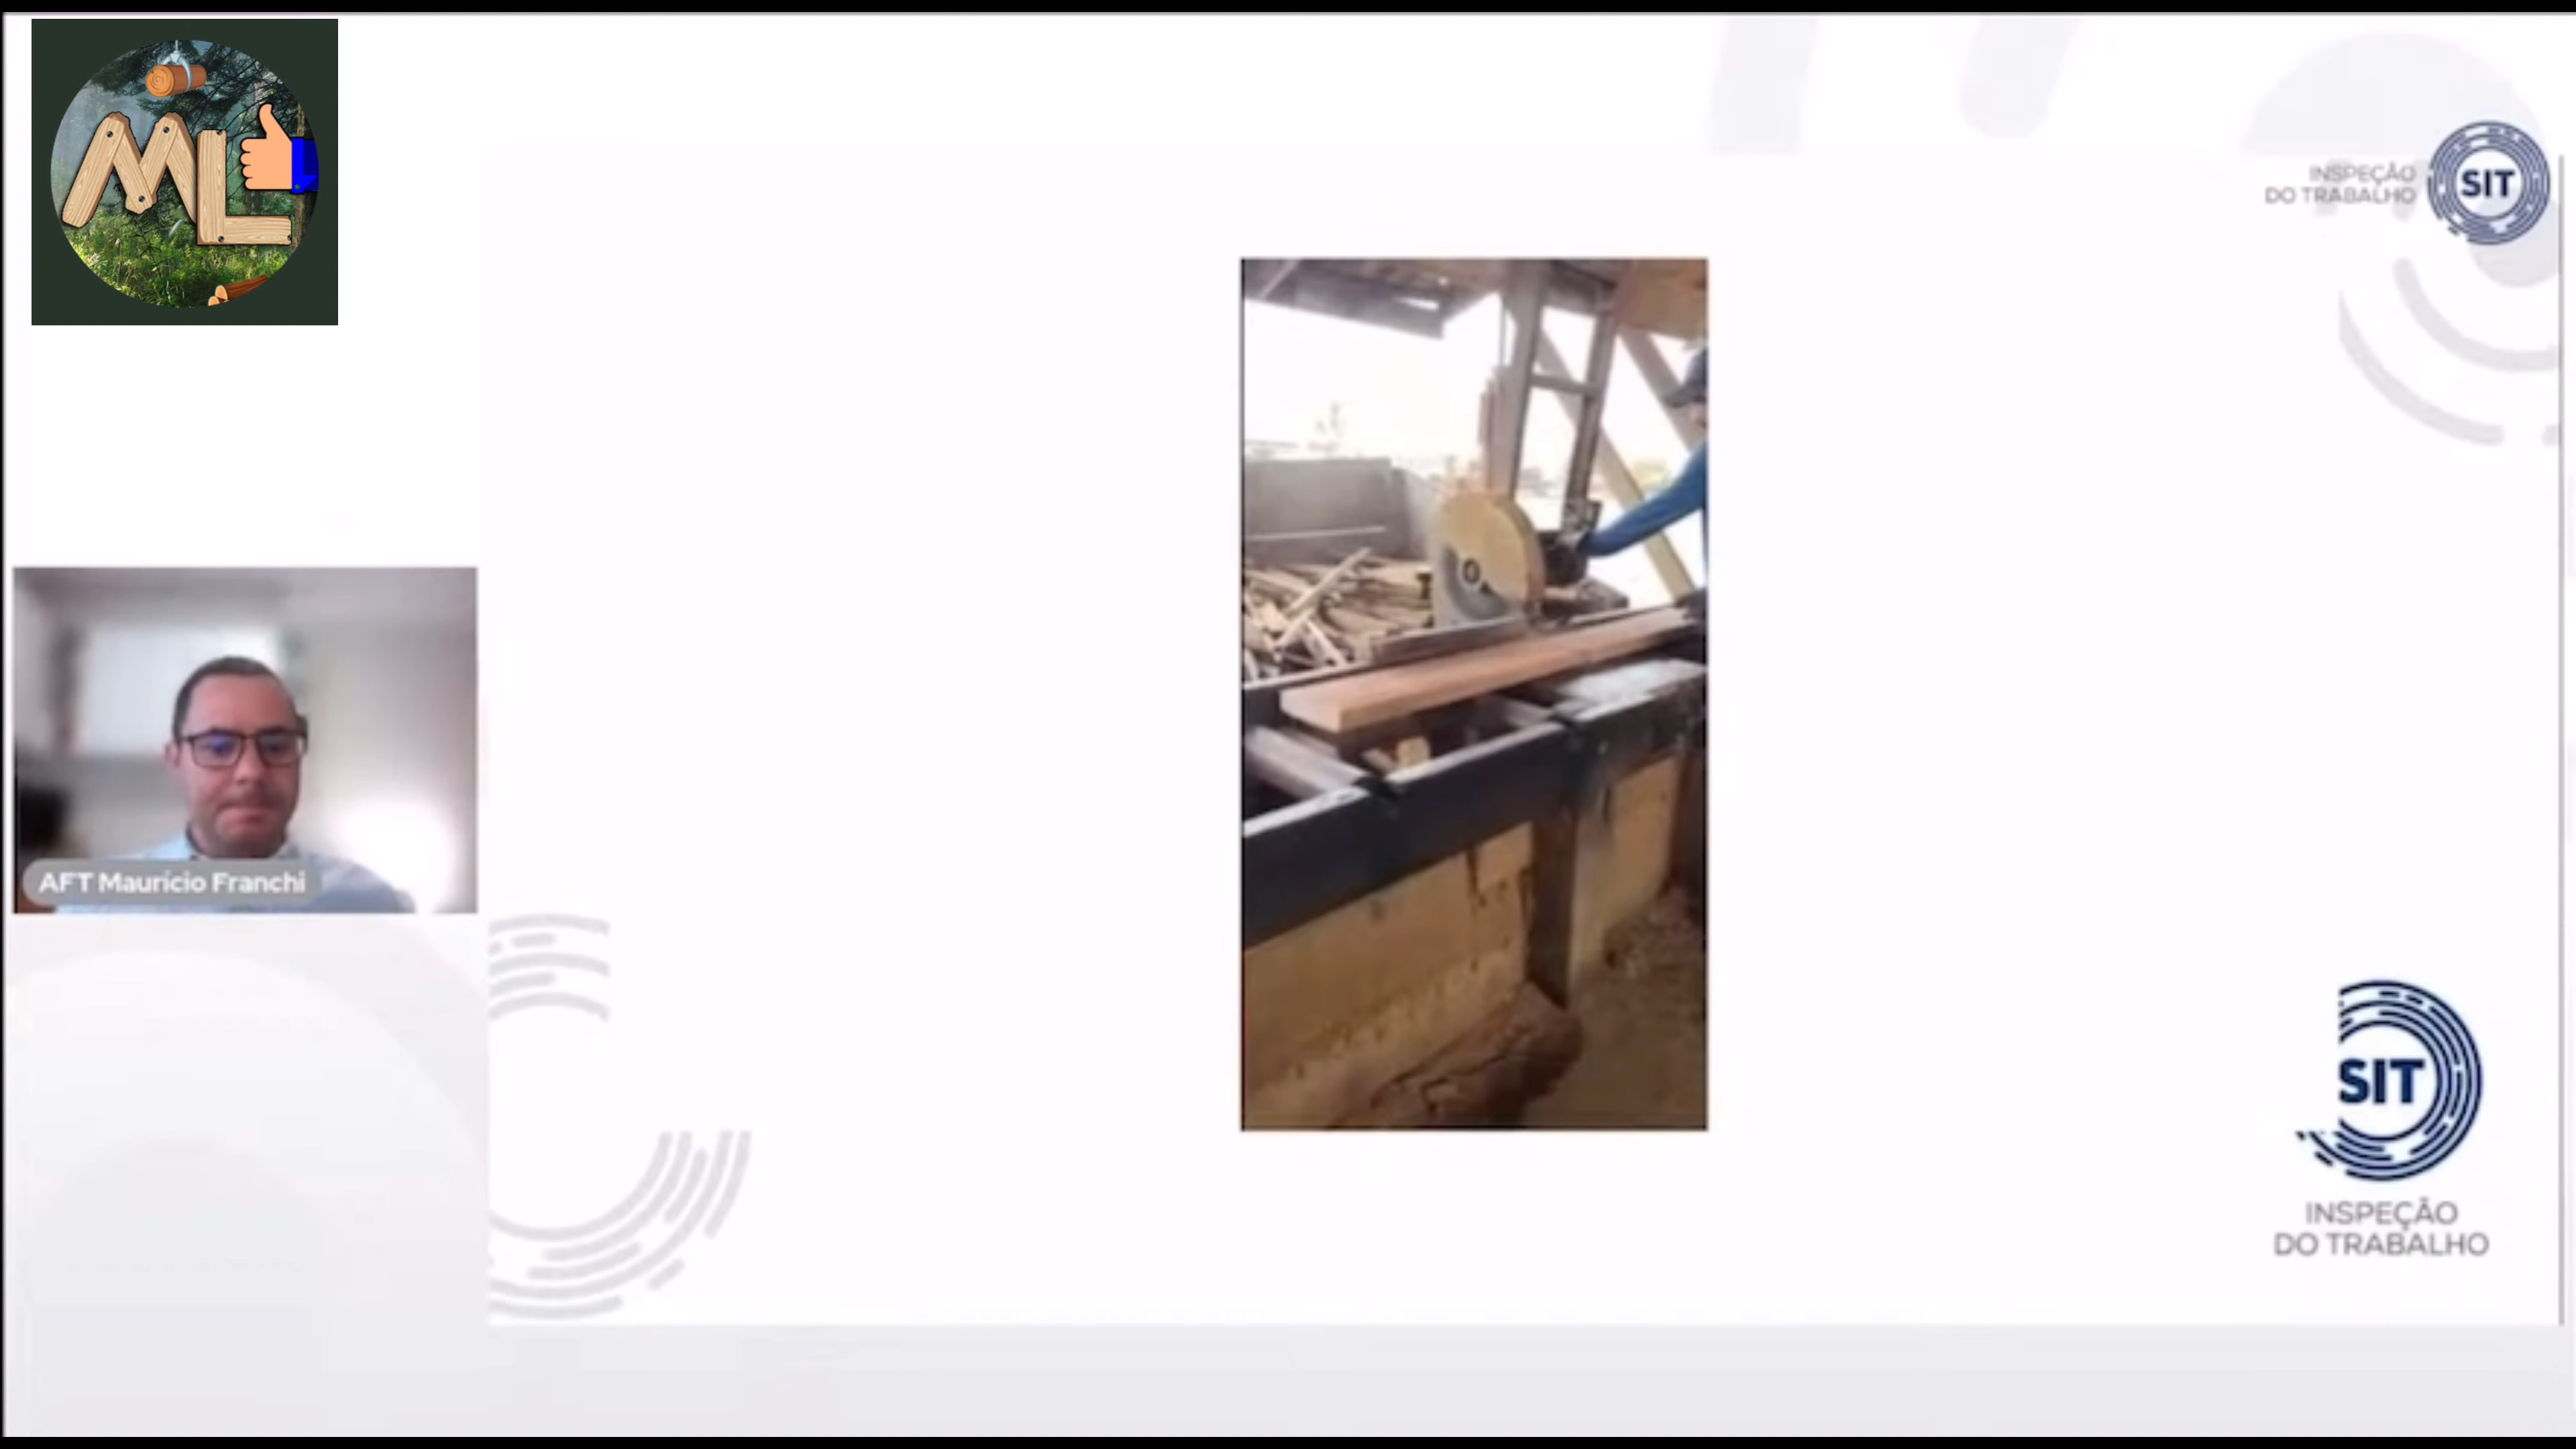 ML
INSPEÇÃO
DO TRABALHO
SIT
AFT Maurício Franchi
SIT
INSPEÇÃO
DO TRABALHO